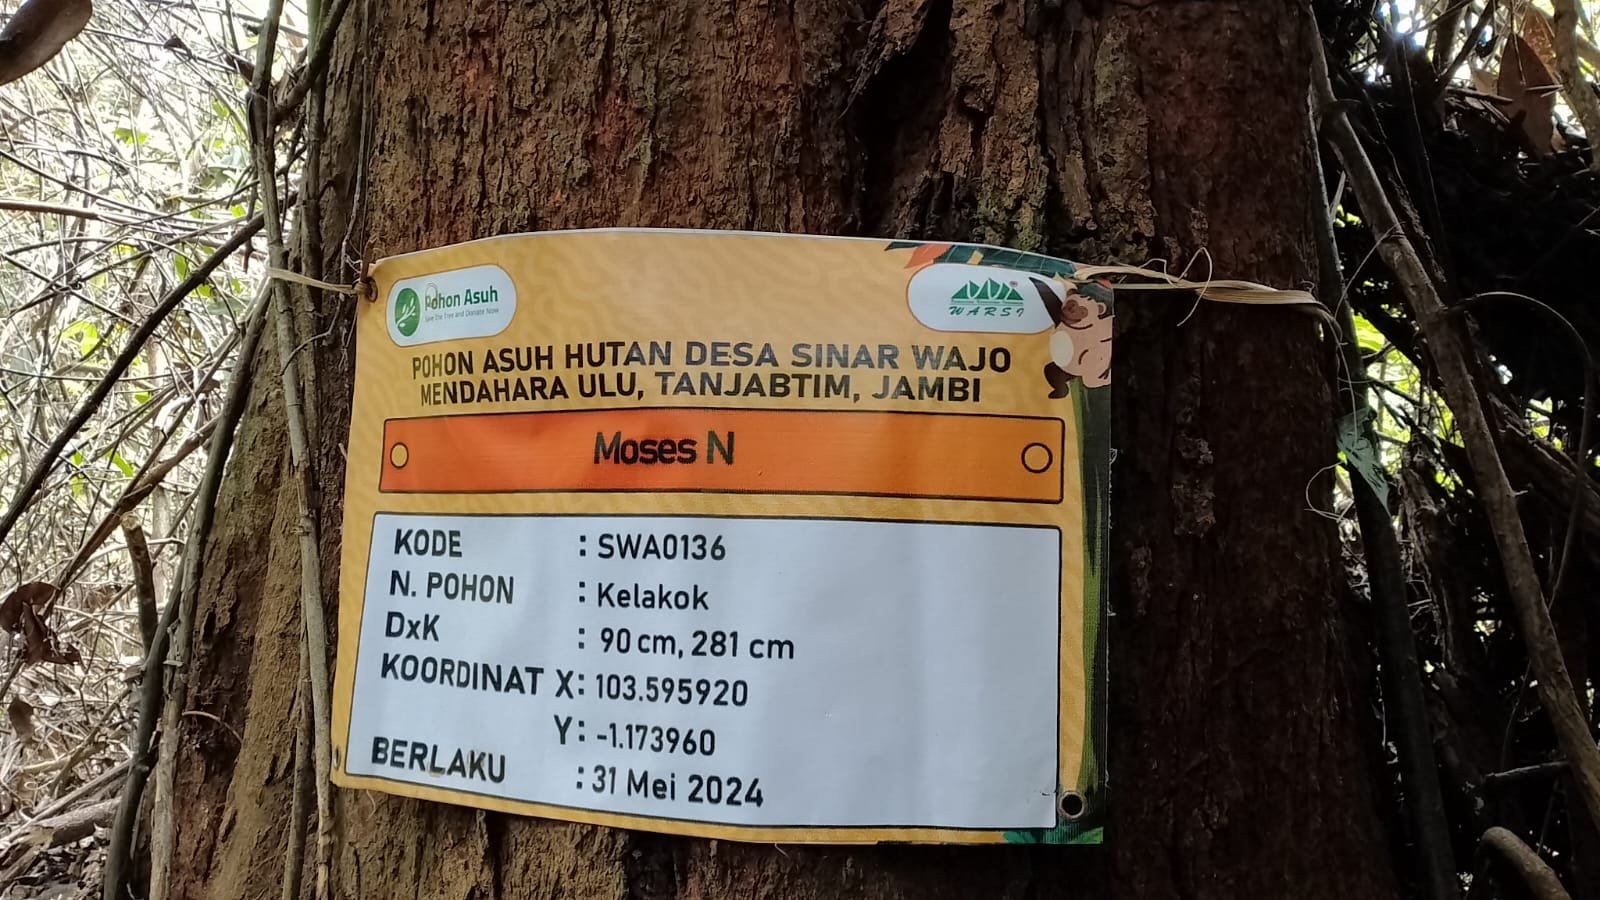 Pohon Asuh
Save the Tree and Donate Now
WARSI
POHON ASUH HUTAN DESA SINAR WAJO
MENDAHARA ULU, TANJABTIM, JAMBI
Moses N
KODE : SWA0136
N. POHON : Kelakok
DxK : 90 cm, 281 cm
KOORDINAT X: 103.595920
Y: -1.173960
BERLAKU : 31 Mei 2024